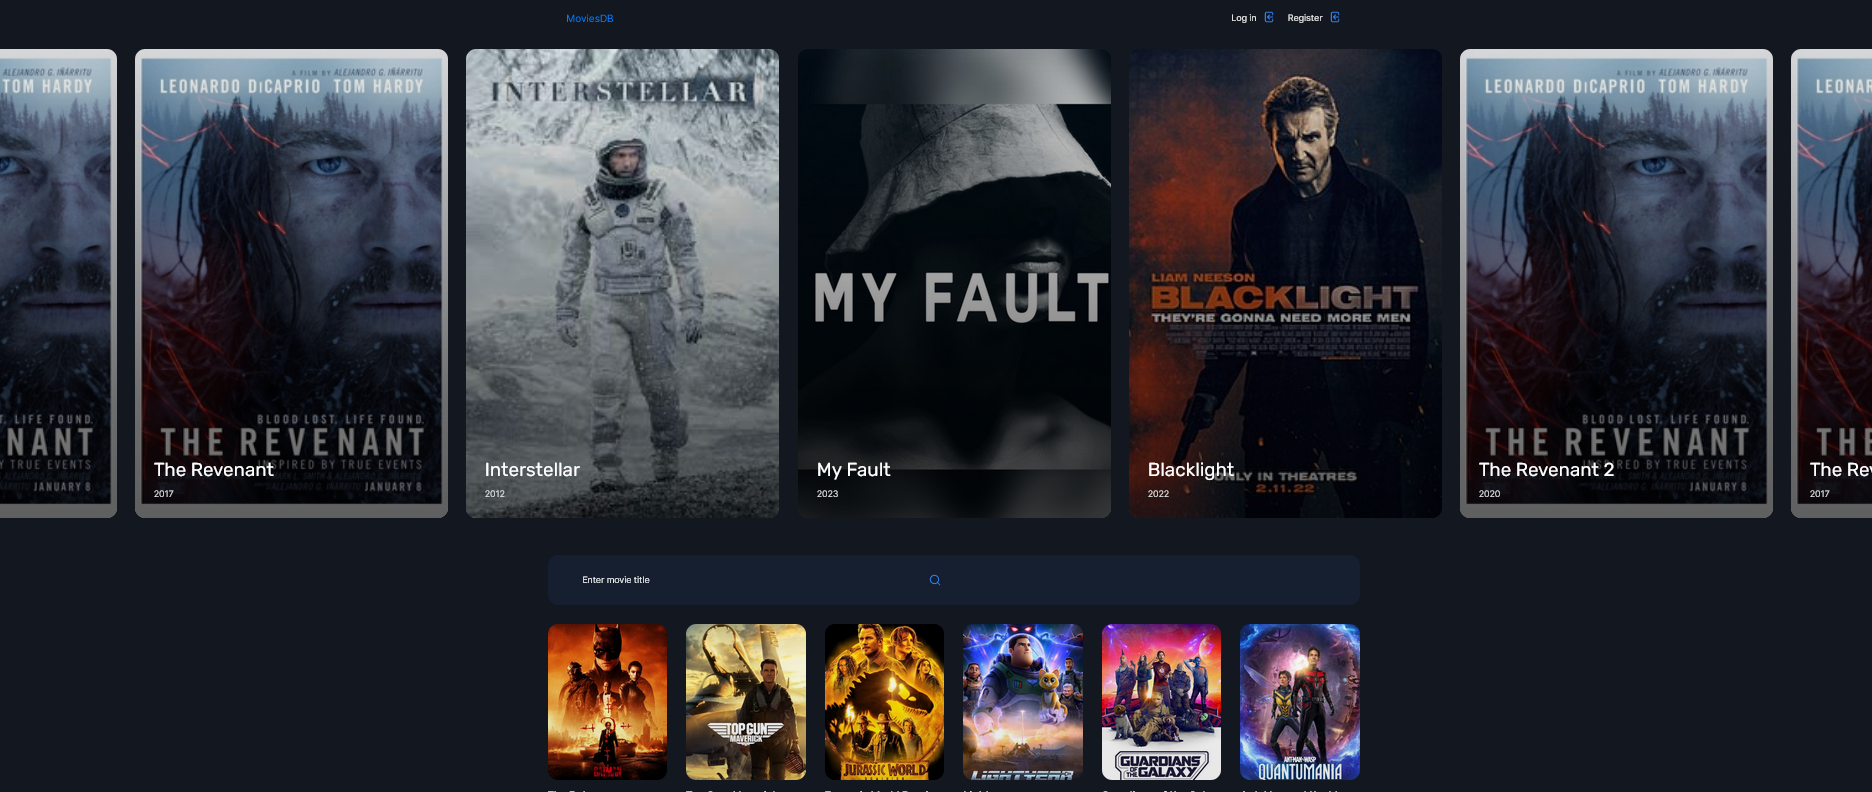 MoviesDB
Log in
Register
ALEJANDRO G. IÑÁRRITU
TOM HARDY
LIFE FOUND.
NANT
BY TRUE EVENTS
JANUARY 8
A FILM BY ALEJANDRO G. IÑÁRRITU
LEONARDO DiCAPRIO TOM HARDY
BLOOD LOST. LIFE FOUND.
THE REVENANT
INSPIRED BY TRUE EVENTS
JANUARY 8
The Revenant
2017
INTERSTELLAR
Interstellar
2012
MY FAULT
My Fault
2023
LIAM NEESON
BLACKLIGHT
THEY'RE GONNA NEED MORE MEN
ONLY IN THEATRES
2.11.22
Blacklight
2022
A FILM BY ALEJANDRO G. IÑÁRRITU
LEONARDO DiCAPRIO TOM HARDY
BLOOD LOST. LIFE FOUND.
THE REVENANT
INSPIRED BY TRUE EVENTS
JANUARY 8
The Revenant 2
2020
LEONAR
THE
The Rev
2017
Enter movie title
BATMAN
TOP GUN
MAVERICK
JURASSIC WORLD
LIGHTYEAR
GUARDIANS
OF THE GALAXY
ANT-MAN AND WASP
QUANTUMANIA